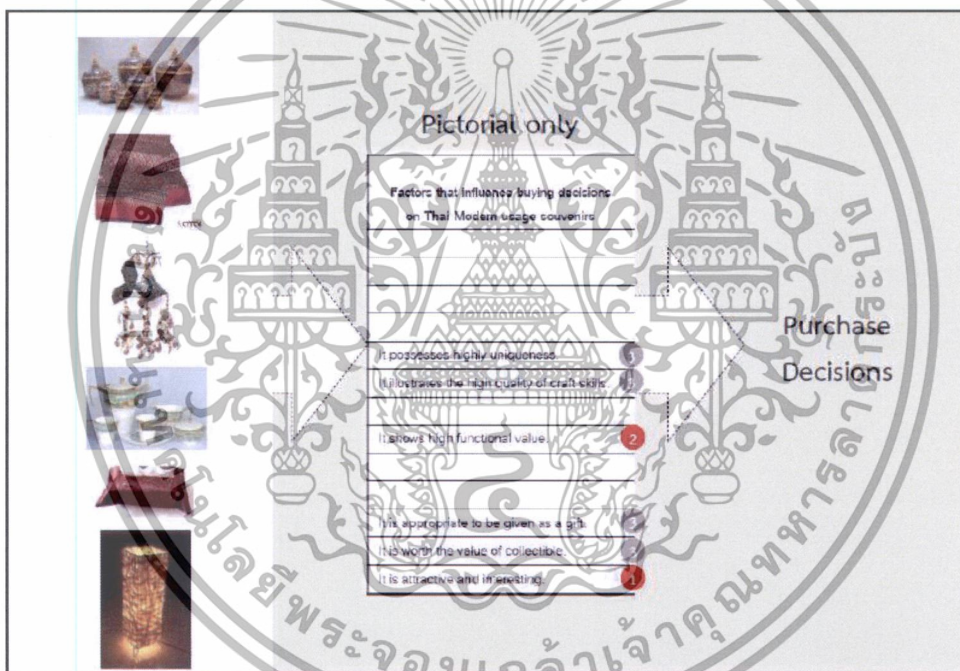 Pictorial only
Factors that influence buying decisions
on Thai Modern usage souvenirs
It possesses highly uniqueness.
It illustrates the high quality of craft skills.
It shows high functional value. 2
It is appropriate to be given as a gift.
It is worth the value of collectible.
It is attractive and interesting. 1
Purchase
Decisions